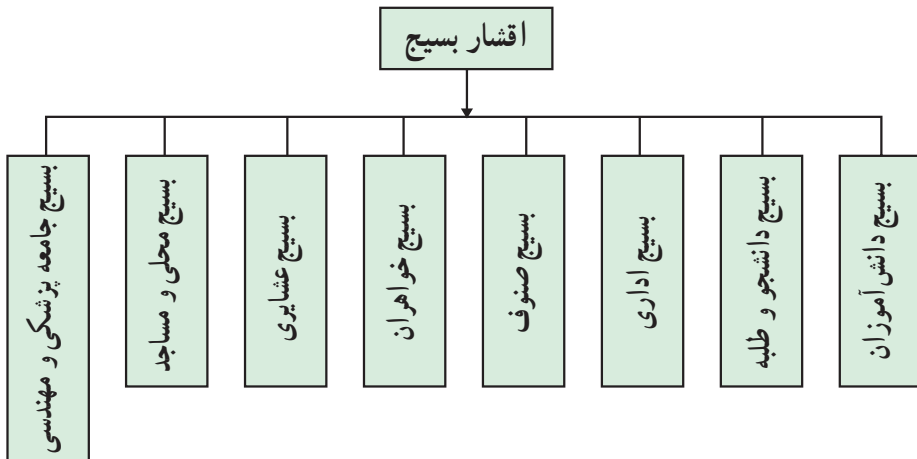 اقشار بسیج
بسیج دانش‌آموزان
بسیج دانشجو و طلبه
بسیج اداری
بسیج صنوف
بسیج خواهران
بسیج عشایری
بسیج محلی و مساجد
بسیج جامعه پزشکی و مهندسی